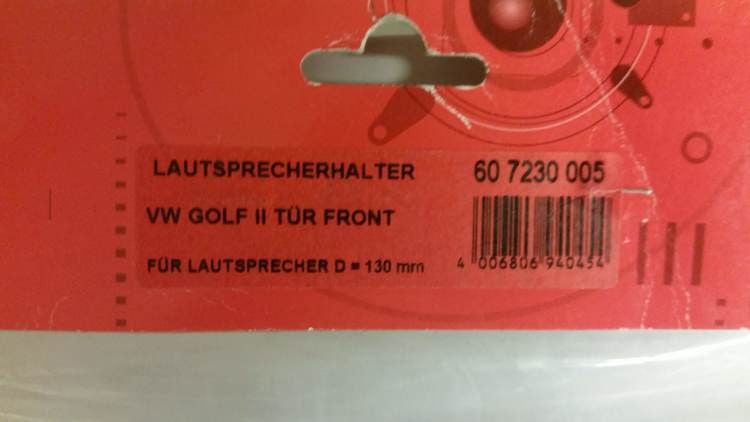 LAUTSPRECHERHALTER 60 7230 005
VW GOLF II TÜR FRONT
FÜR LAUTSPRECHER D = 130 mm 4 006806 940454